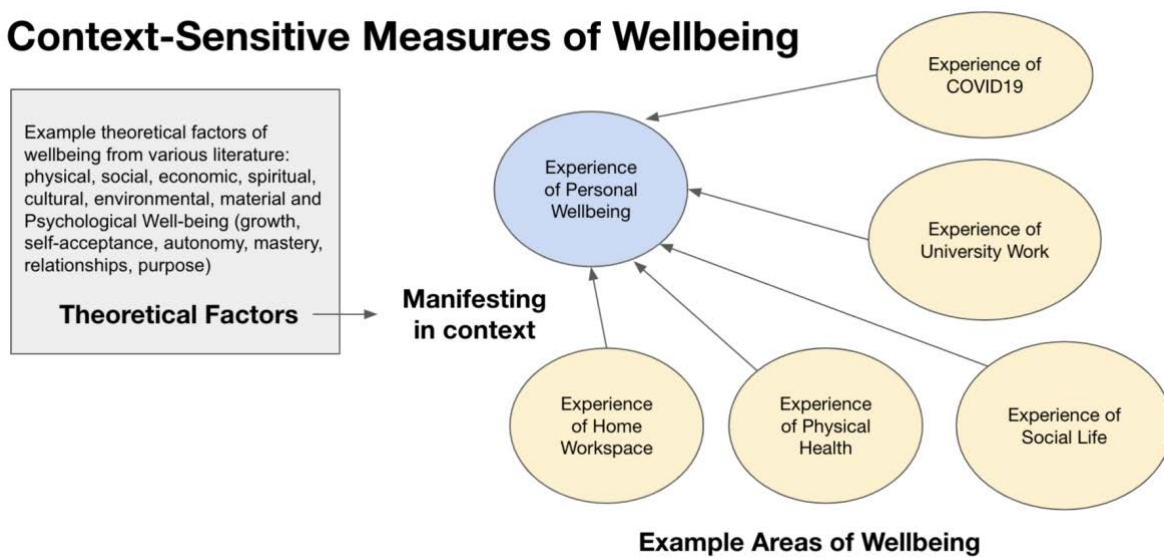 Context-Sensitive Measures of Wellbeing
Example theoretical factors of
wellbeing from various literature:
physical, social, economic, spiritual,
cultural, environmental, material and
Psychological Well-being (growth,
self-acceptance, autonomy, mastery,
relationships, purpose)
Theoretical Factors
Manifesting
in context
Experience
of Personal
Wellbeing
Experience of
COVID19
Experience of
University Work
Experience of
Social Life
Experience
of Physical
Health
Experience
of Home
Workspace
Example Areas of Wellbeing